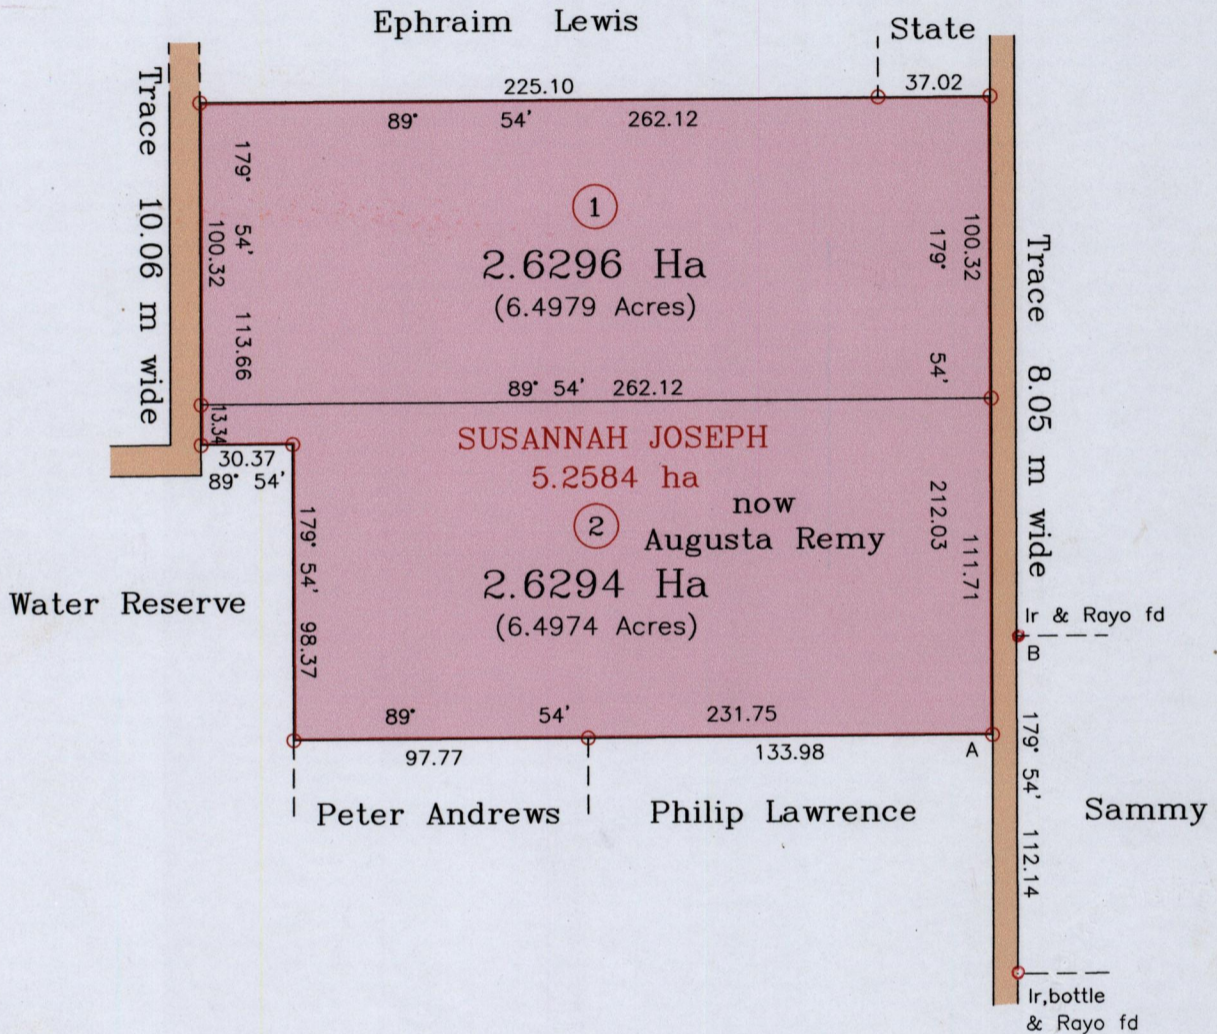 Ephraim Lewis
State
225.10
37.02
89° 54' 262.12
Trace 10.06 m wide
179° 54'
100.32
113.66
1
2.6296 Ha
(6.4979 Acres)
100.32
179° 54'
Trace 8.05 m wide
89° 54' 262.12
13.34
30.37
89° 54'
SUSANNAH JOSEPH
5.2584 ha
now
2
Augusta Remy
2.6294 Ha
(6.4974 Acres)
212.03
111.71
179° 54' 98.37
Water Reserve
Ir & Rayo fd
B
89° 54' 231.75
97.77
133.98
A
179° 54' 112.14
Peter Andrews
Philip Lawrence
Sammy
Ir,bottle
& Rayo fd